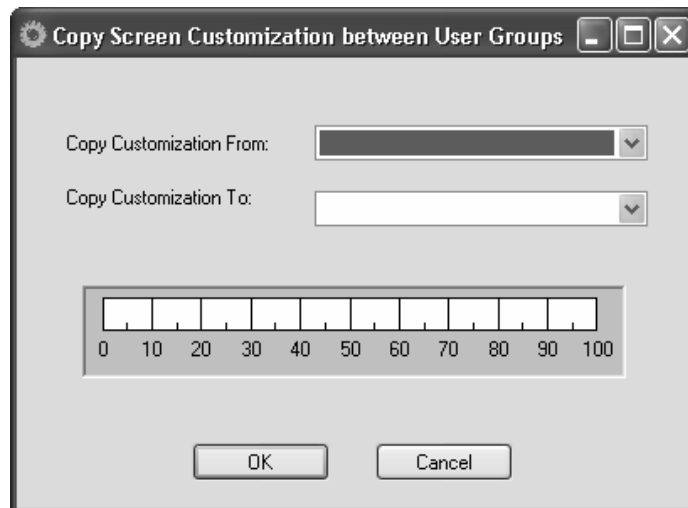 Copy Screen Customization between User Groups
Copy Customization From:
Copy Customization To:
0 10 20 30 40 50 60 70 80 90 100
OK Cancel